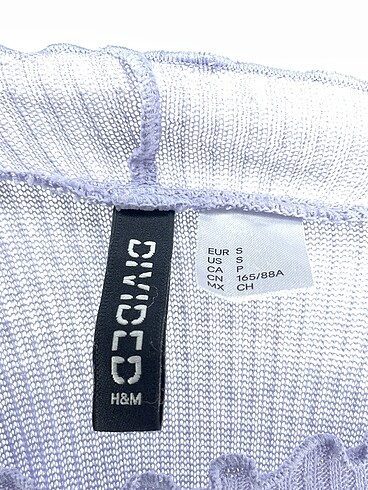 DIVIDED
H&M
EUR S
US S
CA P
CN 165/88A
MX CH